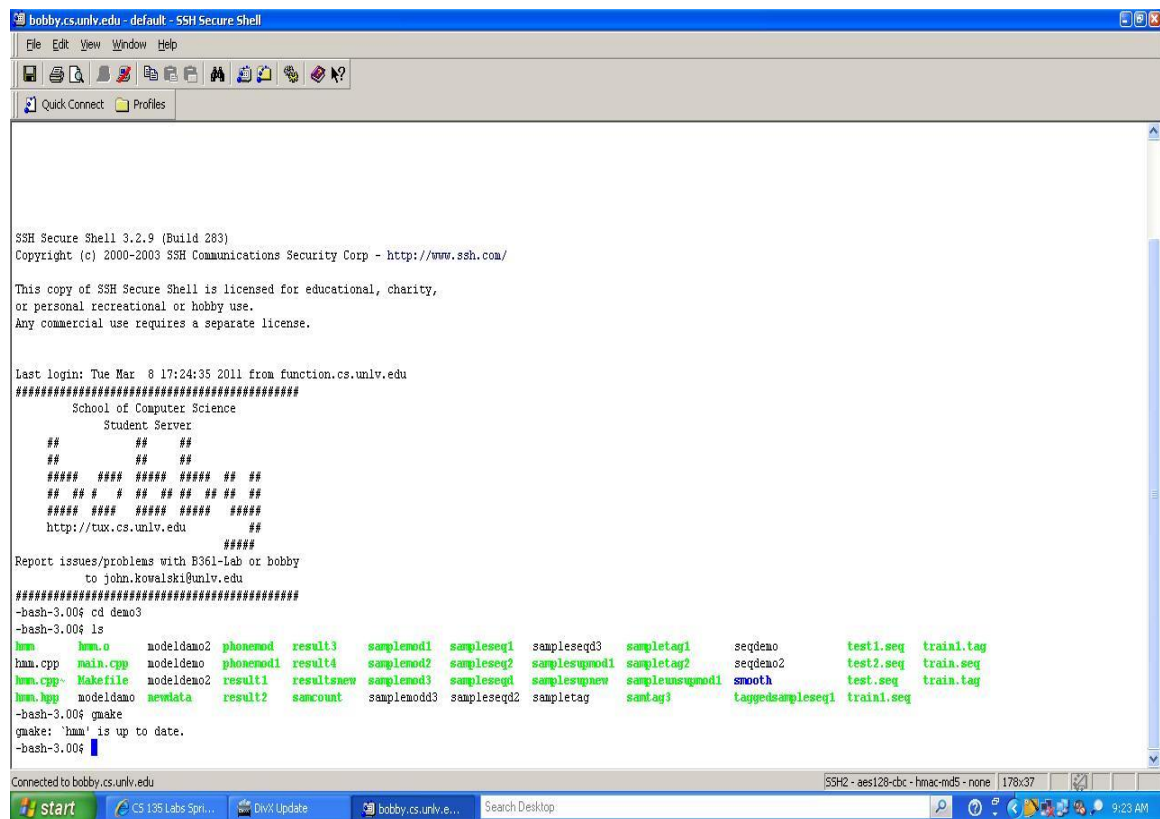 bobby.cs.unlv.edu - default - SSH Secure Shell
File Edit View Window Help
Quick Connect Profiles
SSH Secure Shell 3.2.9 (Build 283)
Copyright (c) 2000-2003 SSH Communications Security Corp - http://www.ssh.com/
This copy of SSH Secure Shell is licensed for educational, charity,
or personal recreational or hobby use.
Any commercial use requires a separate license.
Last login: Tue Mar  8 17:24:35 2011 from function.cs.unlv.edu
#############################################
School of Computer Science
Student Server
##            ##    ##
##            ##    ##
#####   ####  #####  #####  ##  ##
##  ## #   #  ##  ## ##  ## ##  ##
##### ####   #####  #####   #####
http://tux.cs.unlv.edu          ##
#####
Report issues/problems with B361-Lab or bobby
to john.kowalski@unlv.edu
#############################################
-bash-3.00$ cd demo3
-bash-3.00$ ls
hmm hmm.o modeldamo2 phonemod result3 samplemod1 sampleseq1 sampleseqd3 sampletag1 seqdemo test1.seq train1.tag
hmm.cpp main.cpp modeldemo phonemod1 result4 samplemod2 sampleseq2 samplesupmod1 sampletag2 seqdemo2 test2.seq train.seq
hmm.cpp~ Makefile modeldemo2 result1 resultsnew samplemod3 sampleseqd samplesupnew sampleunsupmod1 smooth test.seq train.tag
hmm.hpp modeldamo newdata result2 samcount samplemodd3 sampleseqd2 sampletag samtag3 taggedsampleseq1 train1.seq
-bash-3.00$ gmake
gmake: `hmm' is up to date.
-bash-3.00$
Connected to bobby.cs.unlv.edu SSH2 - aes128-cbc - hmac-md5 - none 178x37
start CS 135 Labs Spri... DivX Update bobby.cs.unlv.e... Search Desktop 9:23 AM